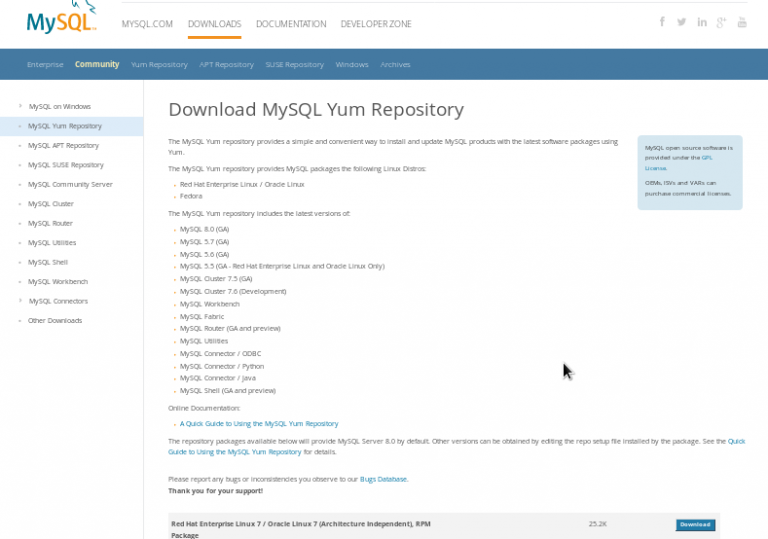 MySQL
MYSQL.COM DOWNLOADS DOCUMENTATION DEVELOPER ZONE
Enterprise Community Yum Repository APT Repository SUSE Repository Windows Archives
MySQL on Windows
MySQL Yum Repository
MySQL APT Repository
MySQL SUSE Repository
MySQL Community Server
MySQL Cluster
MySQL Router
MySQL Utilities
MySQL Shell
MySQL Workbench
MySQL Connectors
Other Downloads
Download MySQL Yum Repository
The MySQL Yum repository provides a simple and convenient way to install and update MySQL products with the latest software packages using
Yum.
The MySQL Yum repository provides MySQL packages the following Linux Distros:
Red Hat Enterprise Linux / Oracle Linux
Fedora
The MySQL Yum repository includes the latest versions of:
MySQL 8.0 (GA)
MySQL 5.7 (GA)
MySQL 5.6 (GA)
MySQL 5.5 (GA - Red Hat Enterprise Linux and Oracle Linux Only)
MySQL Cluster 7.5 (GA)
MySQL Cluster 7.6 (Development)
MySQL Workbench
MySQL Fabric
MySQL Router (GA and preview)
MySQL Utilities
MySQL Connector / ODBC
MySQL Connector / Python
MySQL Connector / Java
MySQL Shell (GA and preview)
Online Documentation:
A Quick Guide to Using the MySQL Yum Repository
The repository packages available below will provide MySQL Server 8.0 by default. Other versions can be obtained by editing the repo setup file installed by the package. See the Quick
Guide to Using the MySQL Yum Repository for details.
Please report any bugs or inconsistencies you observe to our Bugs Database.
Thank you for your support!
MySQL open source software is
provided under the GPL
License.
OEMs, ISVs and VARs can
purchase commercial licenses.
Red Hat Enterprise Linux 7 / Oracle Linux 7 (Architecture Independent), RPM 25.2K Download
Package